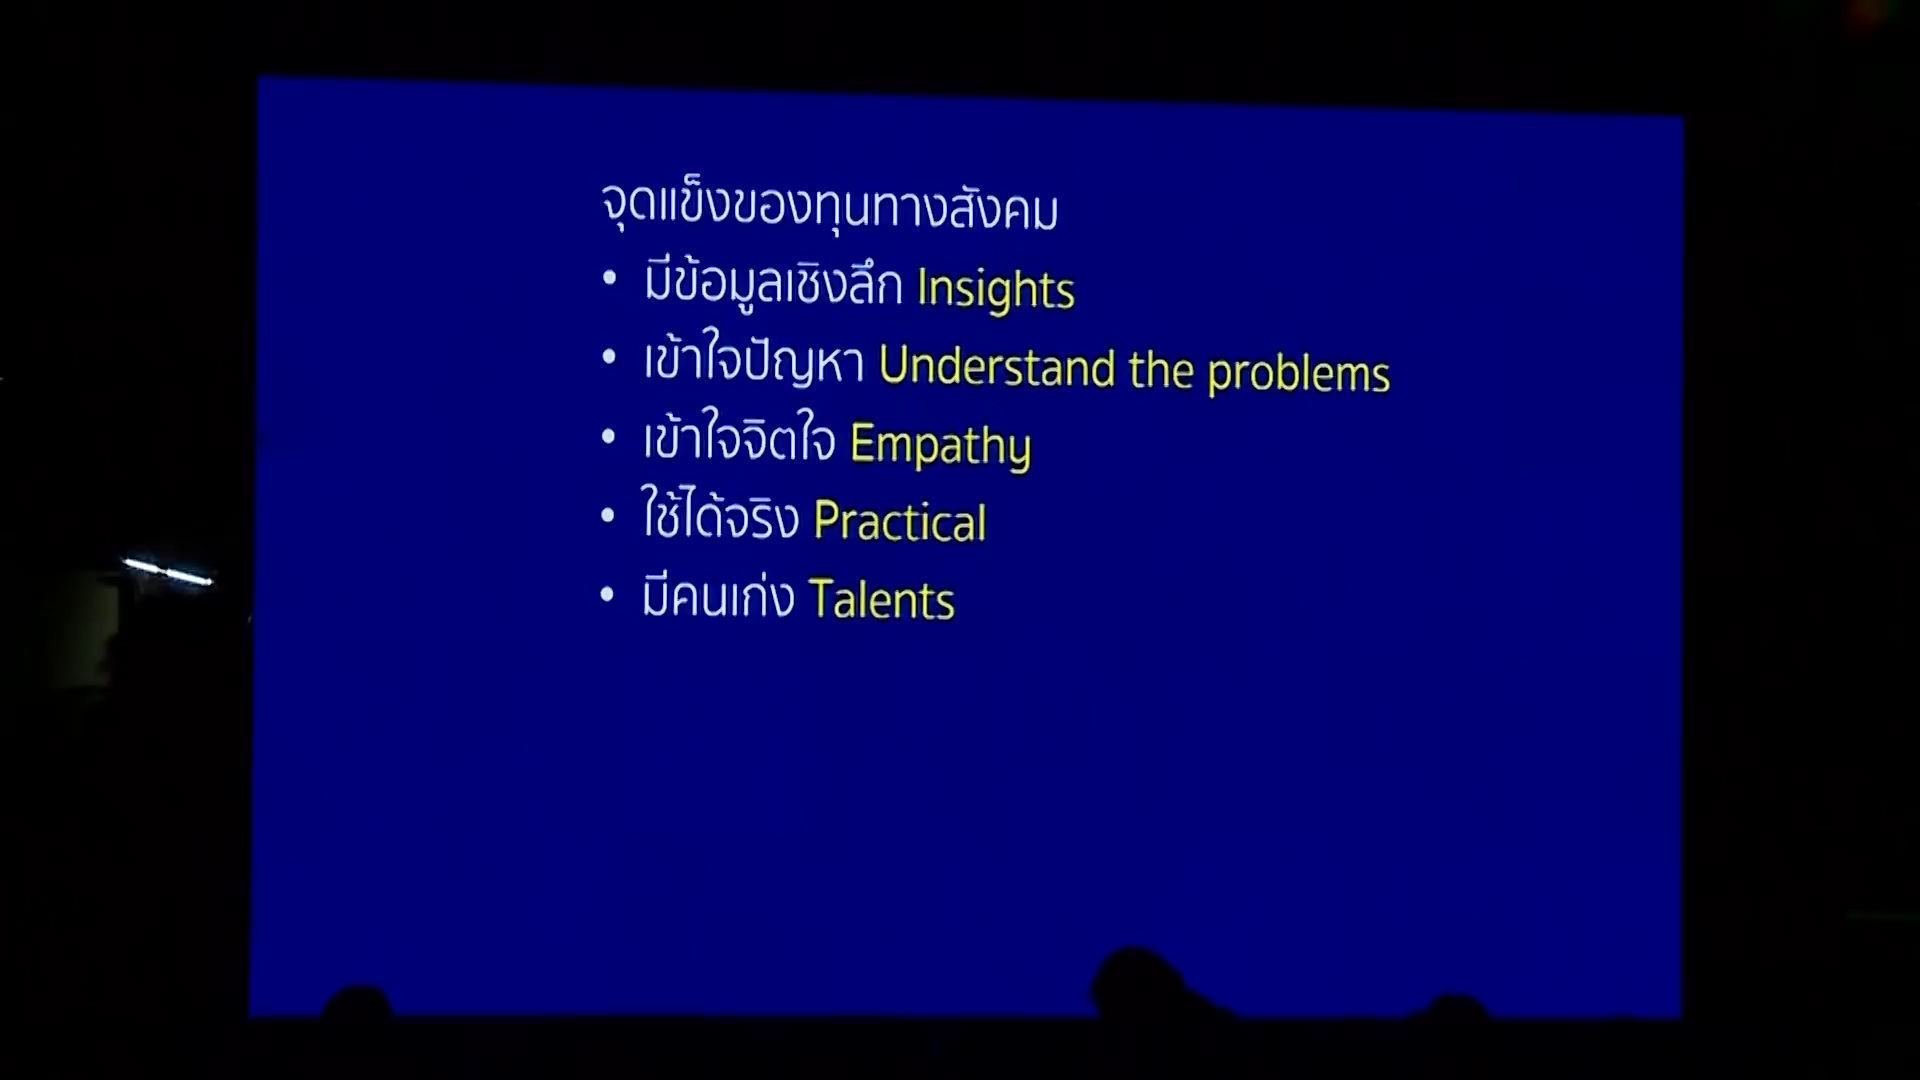 จุดแข็งของทุนทางสังคม
• มีข้อมูลเชิงลึก Insights
• เข้าใจปัญหา Understand the problems
• เข้าใจจิตใจ Empathy
• ใช้ได้จริง Practical
• มีคนเก่ง Talents